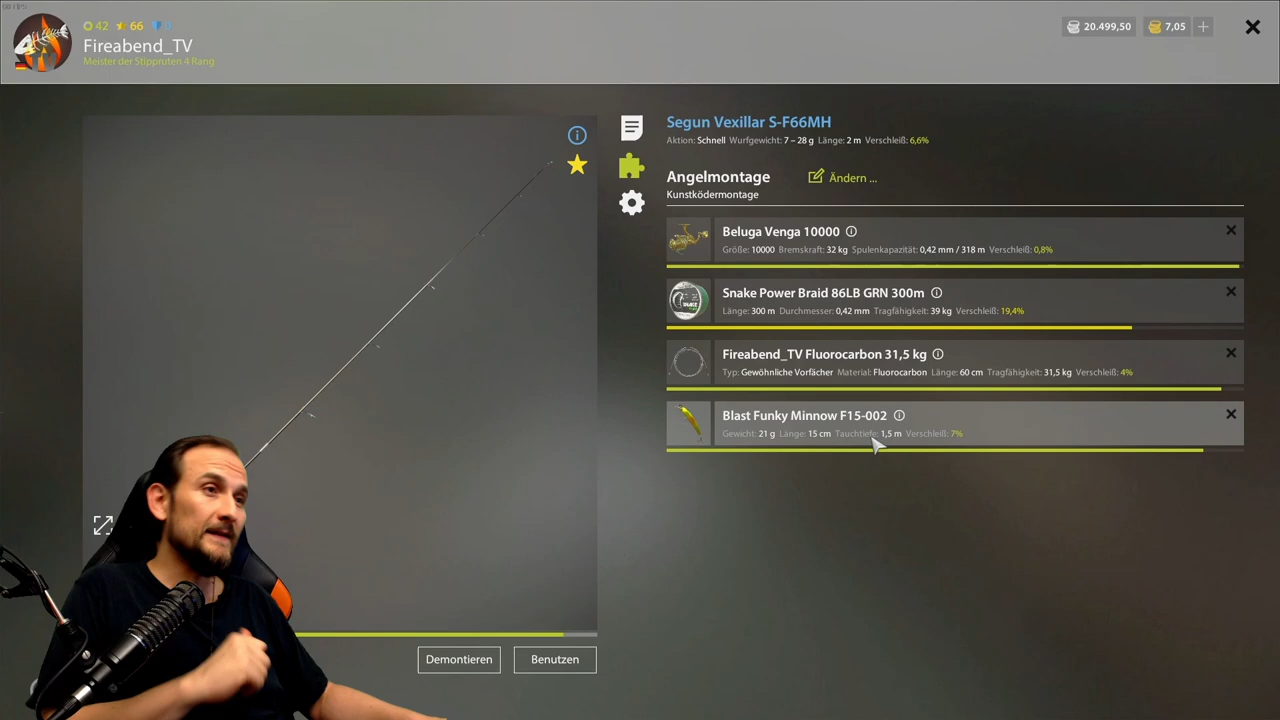 42 66
Fireabend_TV
Meister der Stippruten 4 Rang
20.499,50 7,05 +
Segun Vexillar S-F66MH
Aktion: Schnell Wurfgewicht: 7 – 28 g Länge: 2 m Verschleiß: 6,6%
Angelmontage
Ändern ...
Kunstködermontage
Beluga Venga 10000
Größe: 10000 Bremskraft: 32 kg Spulenkapazität: 0,42 mm / 318 m Verschleiß: 0,8%
Snake Power Braid 86LB GRN 300m
Länge: 300 m Durchmesser: 0,42 mm Tragfähigkeit: 39 kg Verschleiß: 19,4%
Fireabend_TV Fluorocarbon 31,5 kg
Typ: Gewöhnliche Vorfächer Material: Fluorocarbon Länge: 60 cm Tragfähigkeit: 31,5 kg Verschleiß: 4%
Blast Funky Minnow F15-002
Gewicht: 21 g Länge: 15 cm Tauchtiefe: 1,5 m Verschleiß: 7%
Demontieren
Benutzen